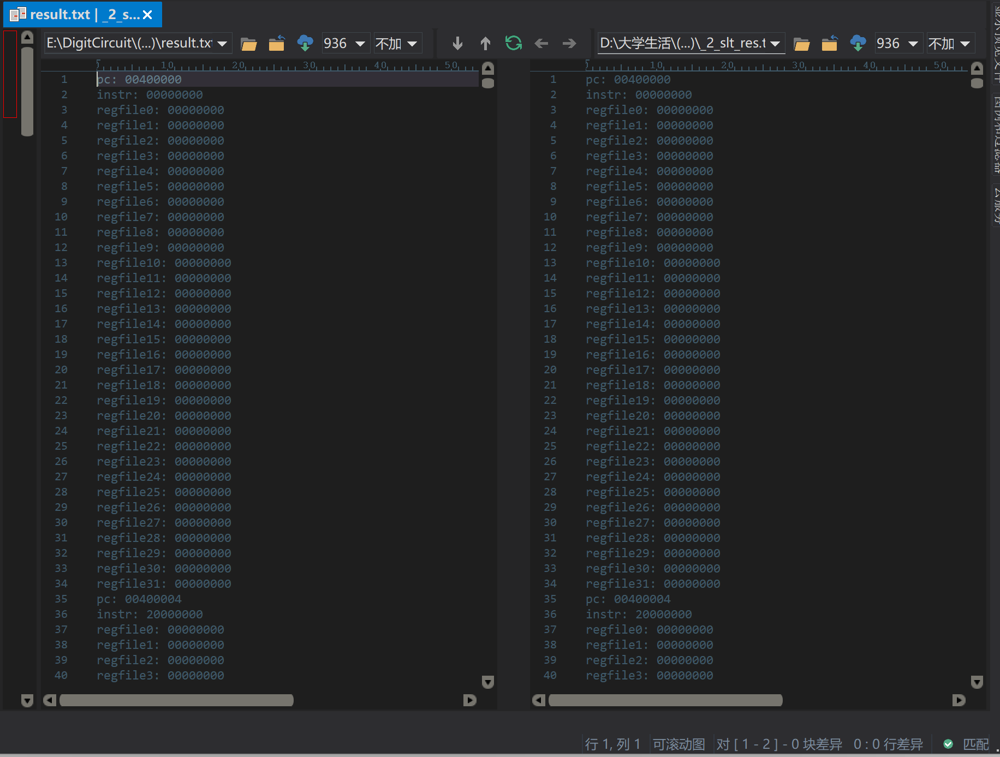 result.txt | _2_s...
E:\DigitCircuit\(...)\result.txt
936
不加
D:\大学生活\(...)\_2_slt_res.t
936
不加
0 10 20 30 40 50
1 pc: 00400000
2 instr: 00000000
3 regfile0: 00000000
4 regfile1: 00000000
5 regfile2: 00000000
6 regfile3: 00000000
7 regfile4: 00000000
8 regfile5: 00000000
9 regfile6: 00000000
10 regfile7: 00000000
11 regfile8: 00000000
12 regfile9: 00000000
13 regfile10: 00000000
14 regfile11: 00000000
15 regfile12: 00000000
16 regfile13: 00000000
17 regfile14: 00000000
18 regfile15: 00000000
19 regfile16: 00000000
20 regfile17: 00000000
21 regfile18: 00000000
22 regfile19: 00000000
23 regfile20: 00000000
24 regfile21: 00000000
25 regfile22: 00000000
26 regfile23: 00000000
27 regfile24: 00000000
28 regfile25: 00000000
29 regfile26: 00000000
30 regfile27: 00000000
31 regfile28: 00000000
32 regfile29: 00000000
33 regfile30: 00000000
34 regfile31: 00000000
35 pc: 00400004
36 instr: 20000000
37 regfile0: 00000000
38 regfile1: 00000000
39 regfile2: 00000000
40 regfile3: 00000000
0 10 20 30 40 50
1 pc: 00400000
2 instr: 00000000
3 regfile0: 00000000
4 regfile1: 00000000
5 regfile2: 00000000
6 regfile3: 00000000
7 regfile4: 00000000
8 regfile5: 00000000
9 regfile6: 00000000
10 regfile7: 00000000
11 regfile8: 00000000
12 regfile9: 00000000
13 regfile10: 00000000
14 regfile11: 00000000
15 regfile12: 00000000
16 regfile13: 00000000
17 regfile14: 00000000
18 regfile15: 00000000
19 regfile16: 00000000
20 regfile17: 00000000
21 regfile18: 00000000
22 regfile19: 00000000
23 regfile20: 00000000
24 regfile21: 00000000
25 regfile22: 00000000
26 regfile23: 00000000
27 regfile24: 00000000
28 regfile25: 00000000
29 regfile26: 00000000
30 regfile27: 00000000
31 regfile28: 00000000
32 regfile29: 00000000
33 regfile30: 00000000
34 regfile31: 00000000
35 pc: 00400004
36 instr: 20000000
37 regfile0: 00000000
38 regfile1: 00000000
39 regfile2: 00000000
40 regfile3: 00000000
行 1, 列 1
可滚动图
对 [ 1 - 2 ] - 0 块差异
0 : 0 行差异
匹配